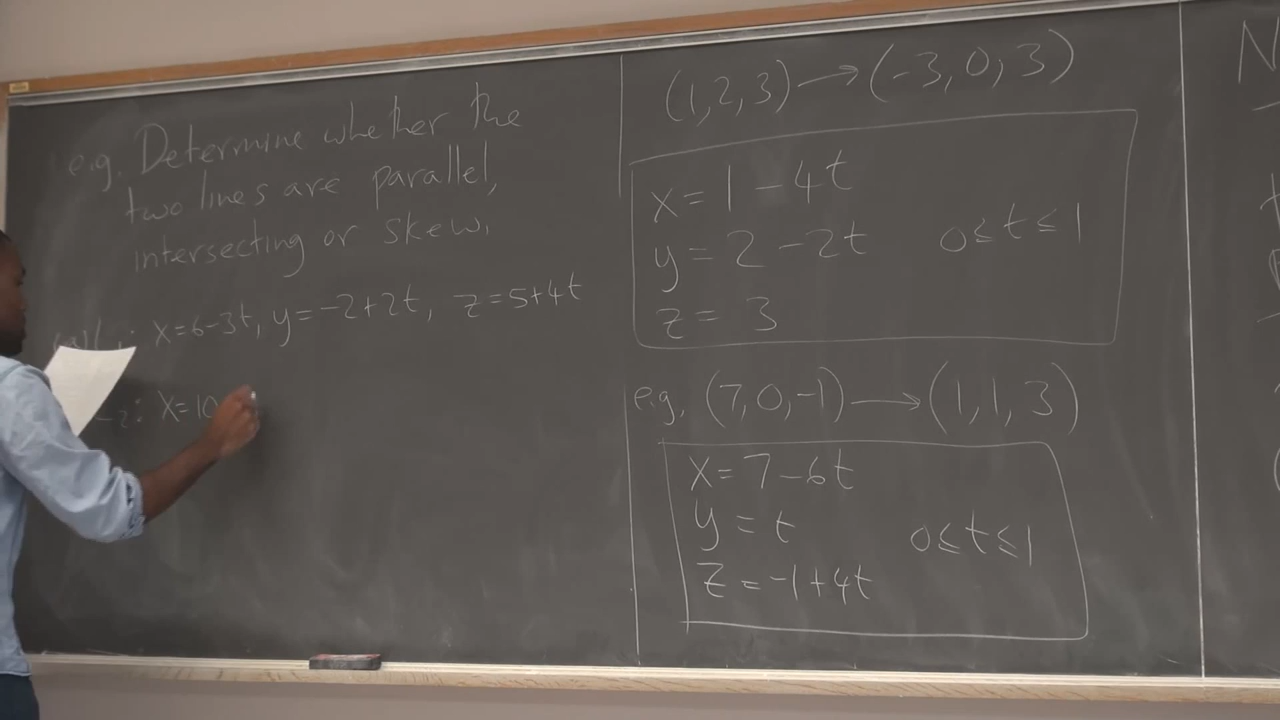 e.g. Determine whether the
two lines are parallel,
intersecting or skew.
: x=6-3t, y=-2+2t, z=5+4t
-2: x=10
(1,2,3) → (-3,0,3)
x=1-4t
y=2-2t
0≤t≤1
z=3
e.g. (7,0,-1) → (1,1,3)
x=7-6t
y=t
0≤t≤1
z=-1+4t
N